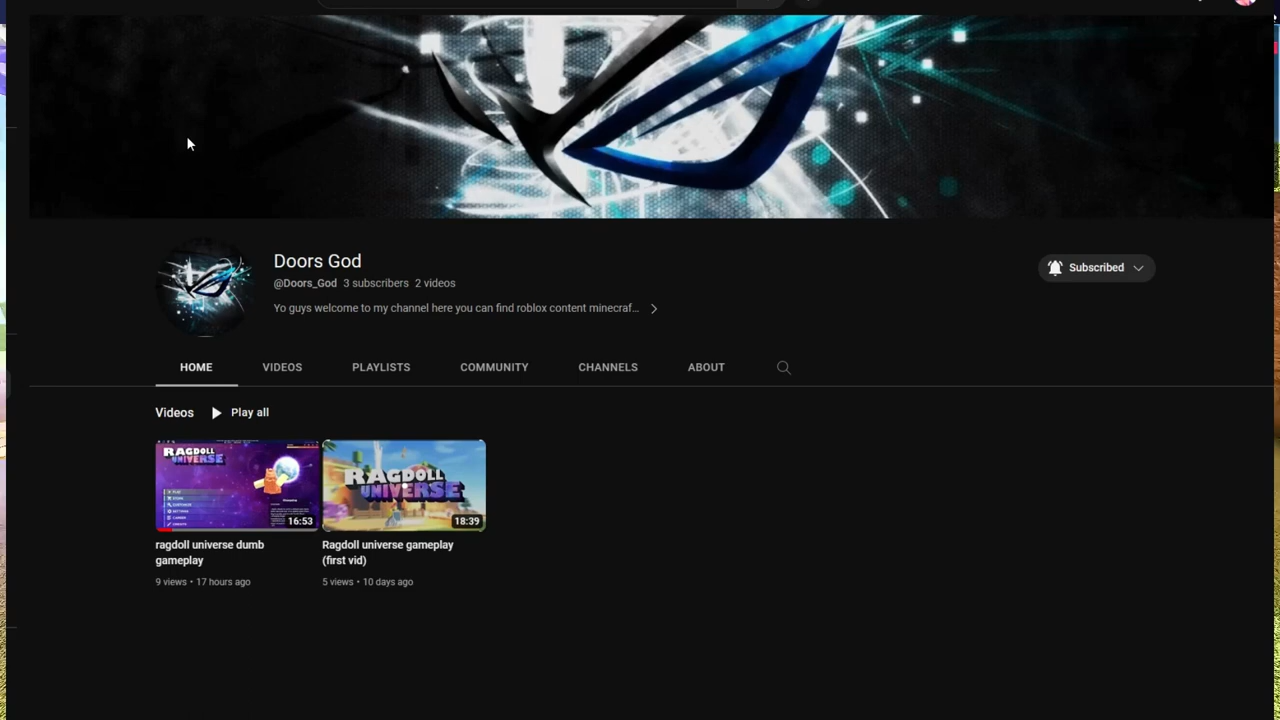 Doors God
@Doors_God 3 subscribers 2 videos
Yo guys welcome to my channel here you can find roblox content minecraf...
Subscribed
HOME VIDEOS PLAYLISTS COMMUNITY CHANNELS ABOUT
Videos Play all
RAGDOLL
UNIVERSE
16:53
RAGDOLL
UNIVERSE
18:39
ragdoll universe dumb
gameplay
9 views • 17 hours ago
Ragdoll universe gameplay
(first vid)
5 views • 10 days ago